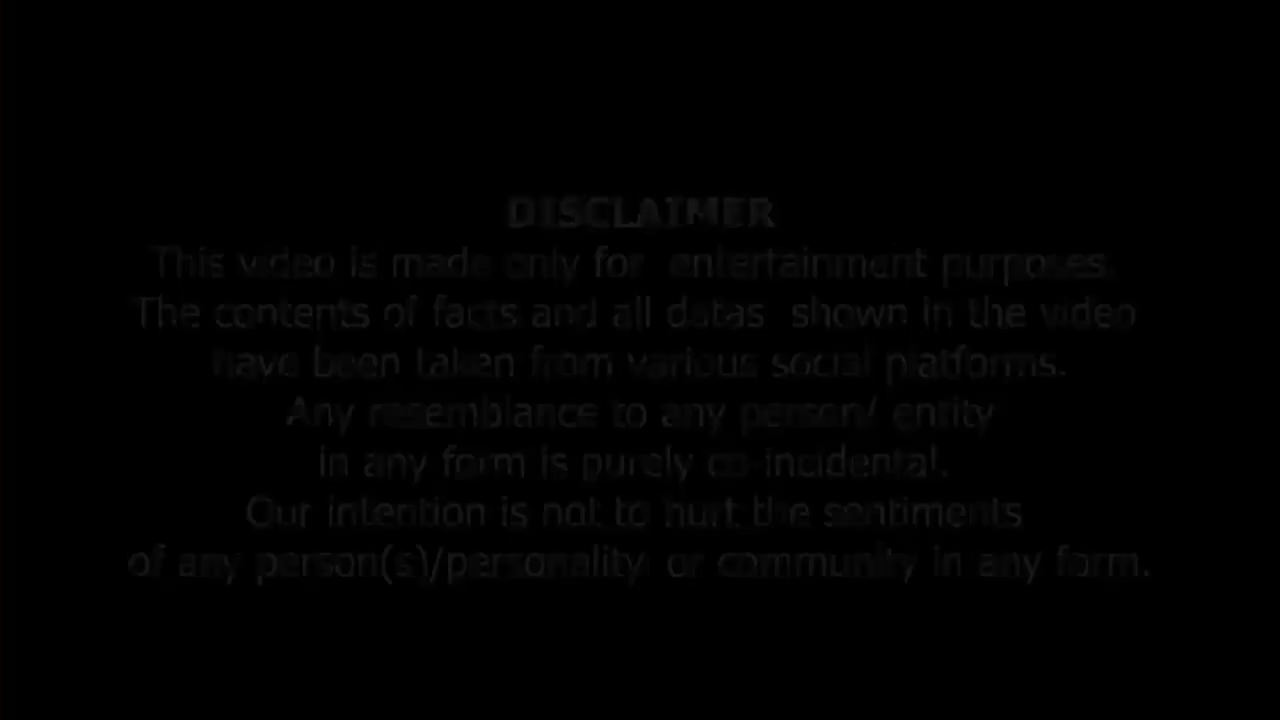 DISCLAIMER
This video is made only for entertainment purposes.
The contents of facts and all datas shown in the video
have been taken from various social platforms.
Any resemblance to any person/ entity
in any form is purely co-incidental.
Our intention is not to hurt the sentiments
of any person(s)/personality or community in any form.